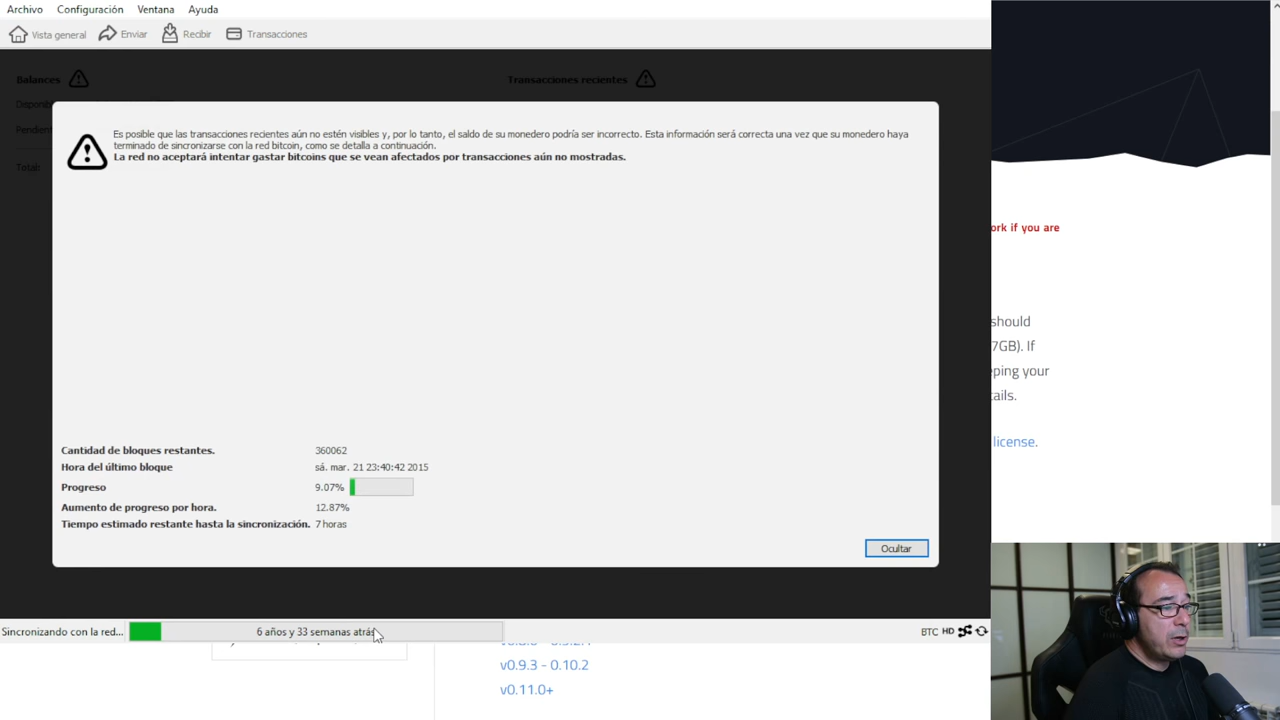 Archivo Configuración Ventana Ayuda
Vista general Enviar Recibir Transacciones
Balances Transacciones recientes
Es posible que las transacciones recientes aún no estén visibles y, por lo tanto, el saldo de su monedero podría ser incorrecto. Esta información será correcta una vez que su monedero haya
terminado de sincronizarse con la red bitcoin, como se detalla a continuación.
La red no aceptará intentar gastar bitcoins que se vean afectados por transacciones aún no mostradas.
Total:
ork if you are
should
7GB). If
eping your
tails.
license.
Cantidad de bloques restantes. 360062
Hora del último bloque sá. mar. 21 23:40:42 2015
Progreso 9.07%
Aumento de progreso por hora. 12.87%
Tiempo estimado restante hasta la sincronización. 7 horas
Ocultar
Sincronizando con la red... 6 años y 33 semanas atrás BTC HD
v0.9.3 - 0.10.2
v0.11.0+